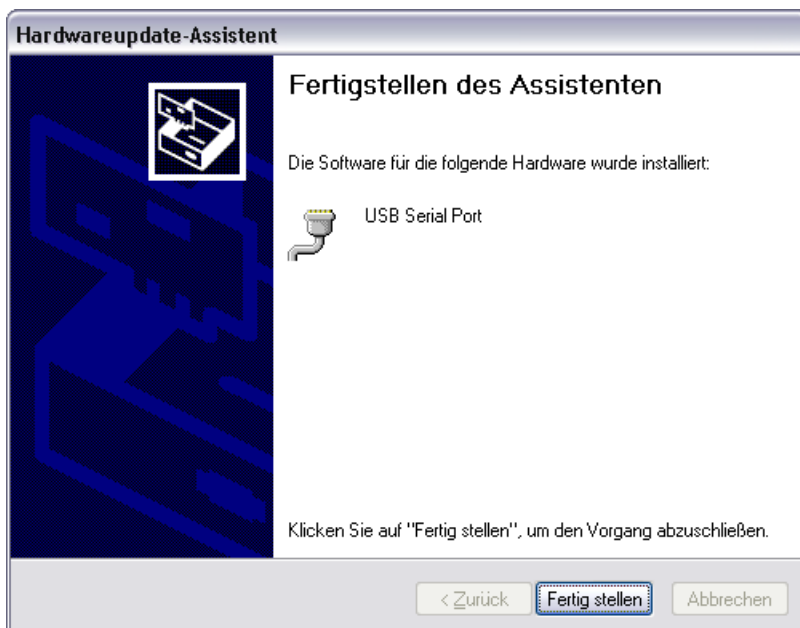 Hardwareupdate-Assistent
Fertigstellen des Assistenten
Die Software für die folgende Hardware wurde installiert:
USB Serial Port
Klicken Sie auf "Fertig stellen", um den Vorgang abzuschließen.
< Zurück
Fertig stellen
Abbrechen